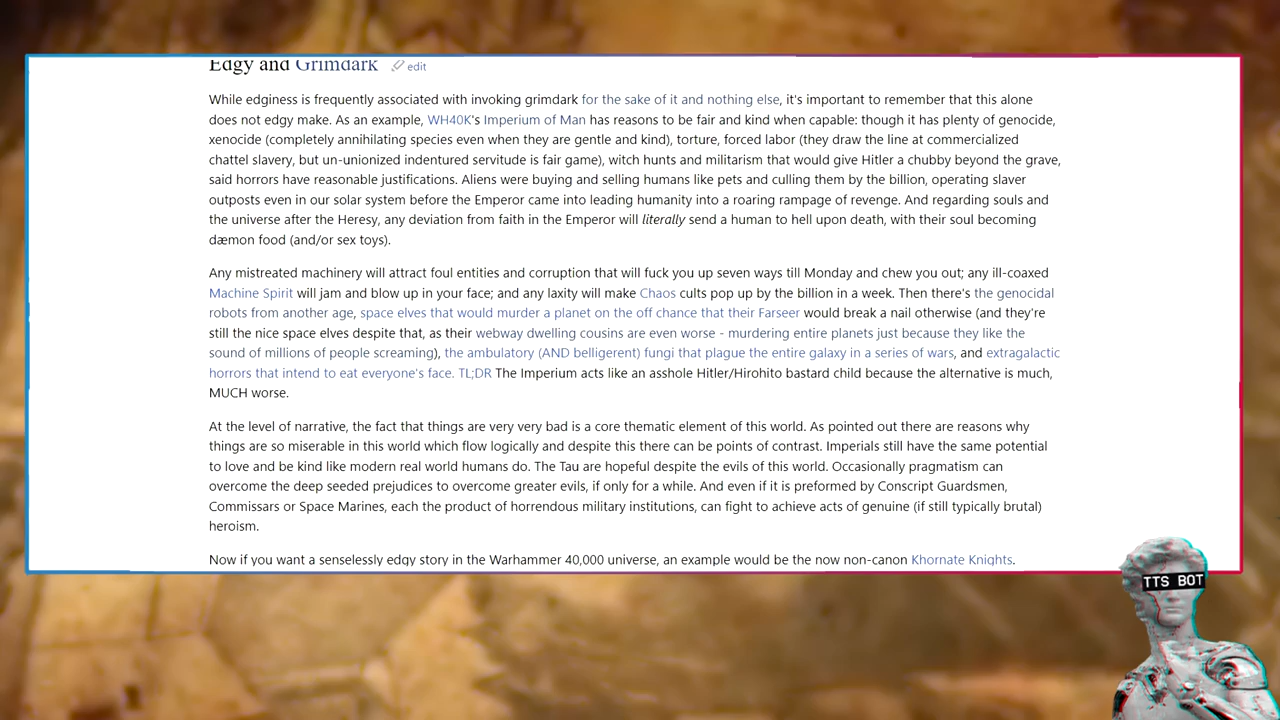 Edgy and Grimdark edit
While edginess is frequently associated with invoking grimdark for the sake of it and nothing else, it's important to remember that this alone
does not edgy make. As an example, WH40K's Imperium of Man has reasons to be fair and kind when capable: though it has plenty of genocide,
xenocide (completely annihilating species even when they are gentle and kind), torture, forced labor (they draw the line at commercialized
chattel slavery, but un-unionized indentured servitude is fair game), witch hunts and militarism that would give Hitler a chubby beyond the grave,
said horrors have reasonable justifications. Aliens were buying and selling humans like pets and culling them by the billion, operating slaver
outposts even in our solar system before the Emperor came into leading humanity into a roaring rampage of revenge. And regarding souls and
the universe after the Heresy, any deviation from faith in the Emperor will literally send a human to hell upon death, with their soul becoming
dæmon food (and/or sex toys).
Any mistreated machinery will attract foul entities and corruption that will fuck you up seven ways till Monday and chew you out; any ill-coaxed
Machine Spirit will jam and blow up in your face; and any laxity will make Chaos cults pop up by the billion in a week. Then there's the genocidal
robots from another age, space elves that would murder a planet on the off chance that their Farseer would break a nail otherwise (and they're
still the nice space elves despite that, as their webway dwelling cousins are even worse - murdering entire planets just because they like the
sound of millions of people screaming), the ambulatory (AND belligerent) fungi that plague the entire galaxy in a series of wars, and extragalactic
horrors that intend to eat everyone's face. TL;DR The Imperium acts like an asshole Hitler/Hirohito bastard child because the alternative is much,
MUCH worse.
At the level of narrative, the fact that things are very very bad is a core thematic element of this world. As pointed out there are reasons why
things are so miserable in this world which flow logically and despite this there can be points of contrast. Imperials still have the same potential
to love and be kind like modern real world humans do. The Tau are hopeful despite the evils of this world. Occasionally pragmatism can
overcome the deep seeded prejudices to overcome greater evils, if only for a while. And even if it is preformed by Conscript Guardsmen,
Commissars or Space Marines, each the product of horrendous military institutions, can fight to achieve acts of genuine (if still typically brutal)
heroism.
Now if you want a senselessly edgy story in the Warhammer 40,000 universe, an example would be the now non-canon Khornate Knights.
TTS BOT